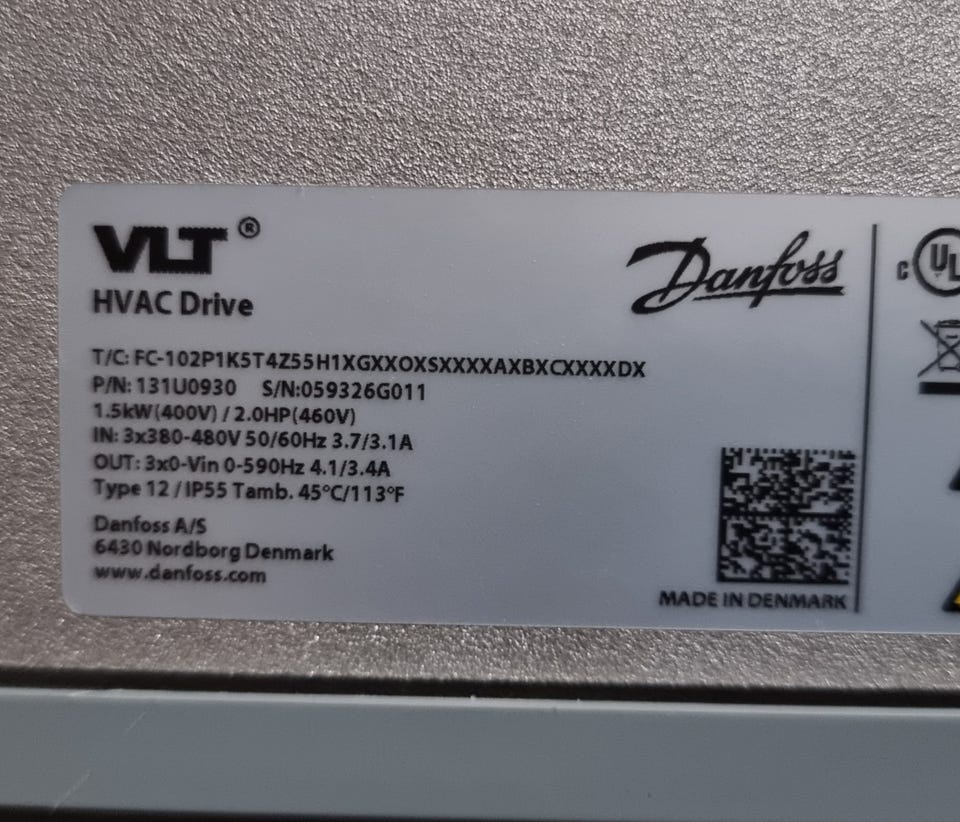 VLT®
HVAC Drive
Danfoss
T/C: FC-102P1K5T4Z55H1XGXXOXSXXXXAXBXCXXXXDX
P/N: 131U0930 S/N:059326G011
1.5kW(400V) / 2.0HP(460V)
IN: 3x380-480V 50/60Hz 3.7/3.1A
OUT: 3x0-Vin 0-590Hz 4.1/3.4A
Type 12 / IP55 Tamb. 45°C/113°F
Danfoss A/S
6430 Nordborg Denmark
www.danfoss.com
MADE IN DENMARK
c UL